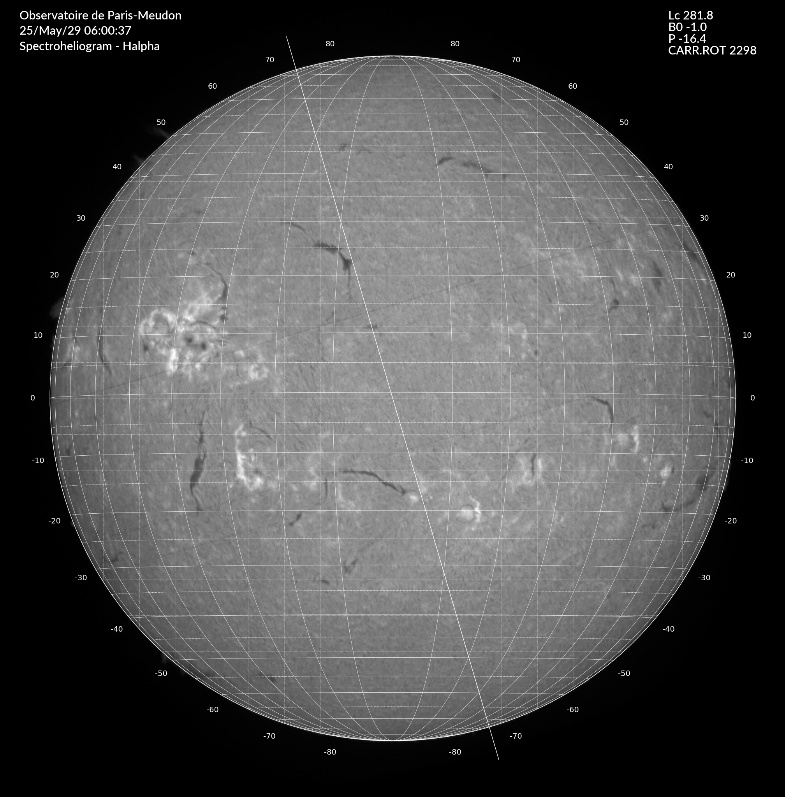 Observatoire de Paris-Meudon
25/May/29 06:00:37
Spectroheliogram - Halpha
Lc 281.8
B0 -1.0
P -16.4
CARR.ROT 2298
80 80
70 70
60 60
50 50
40 40
30 30
20 20
10 10
0 0
-10 -10
-20 -20
-30 -30
-40 -40
-50 -50
-60 -60
-70 -70
-80 -80